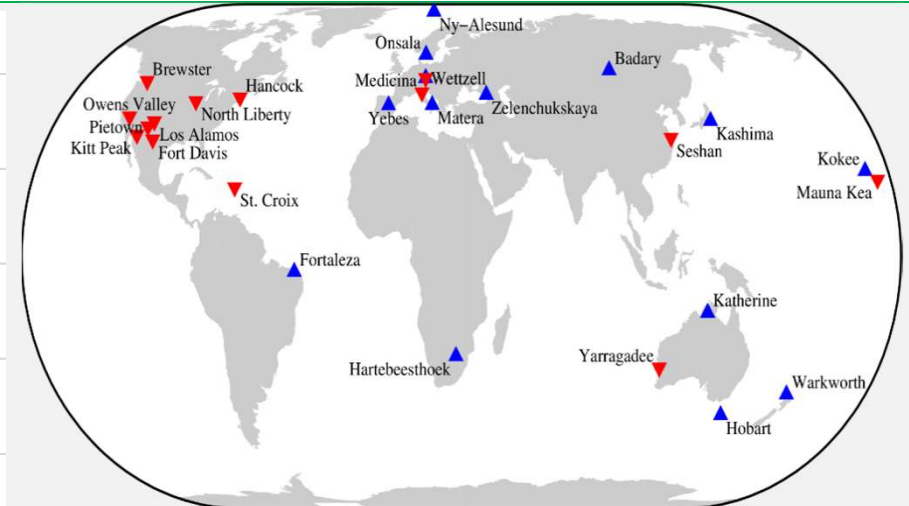 Ny-Alesund
Onsala
Badary
Brewster
Medicina
Wettzell
Hancock
Owens Valley
North Liberty
Yebes
Matera
Zelenchukskaya
Pietown
Los Alamos
Kashima
Kitt Peak
Fort Davis
Seshan
Kokee
Mauna Kea
St. Croix
Fortaleza
Katherine
Yarragadee
Hartebeesthoek
Warkworth
Hobart